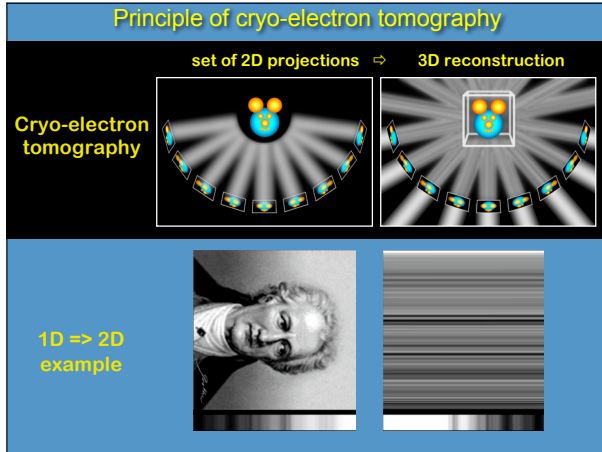 Principle of cryo-electron tomography
set of 2D projections ⇨ 3D reconstruction
Cryo-electron
tomography
1D => 2D
example